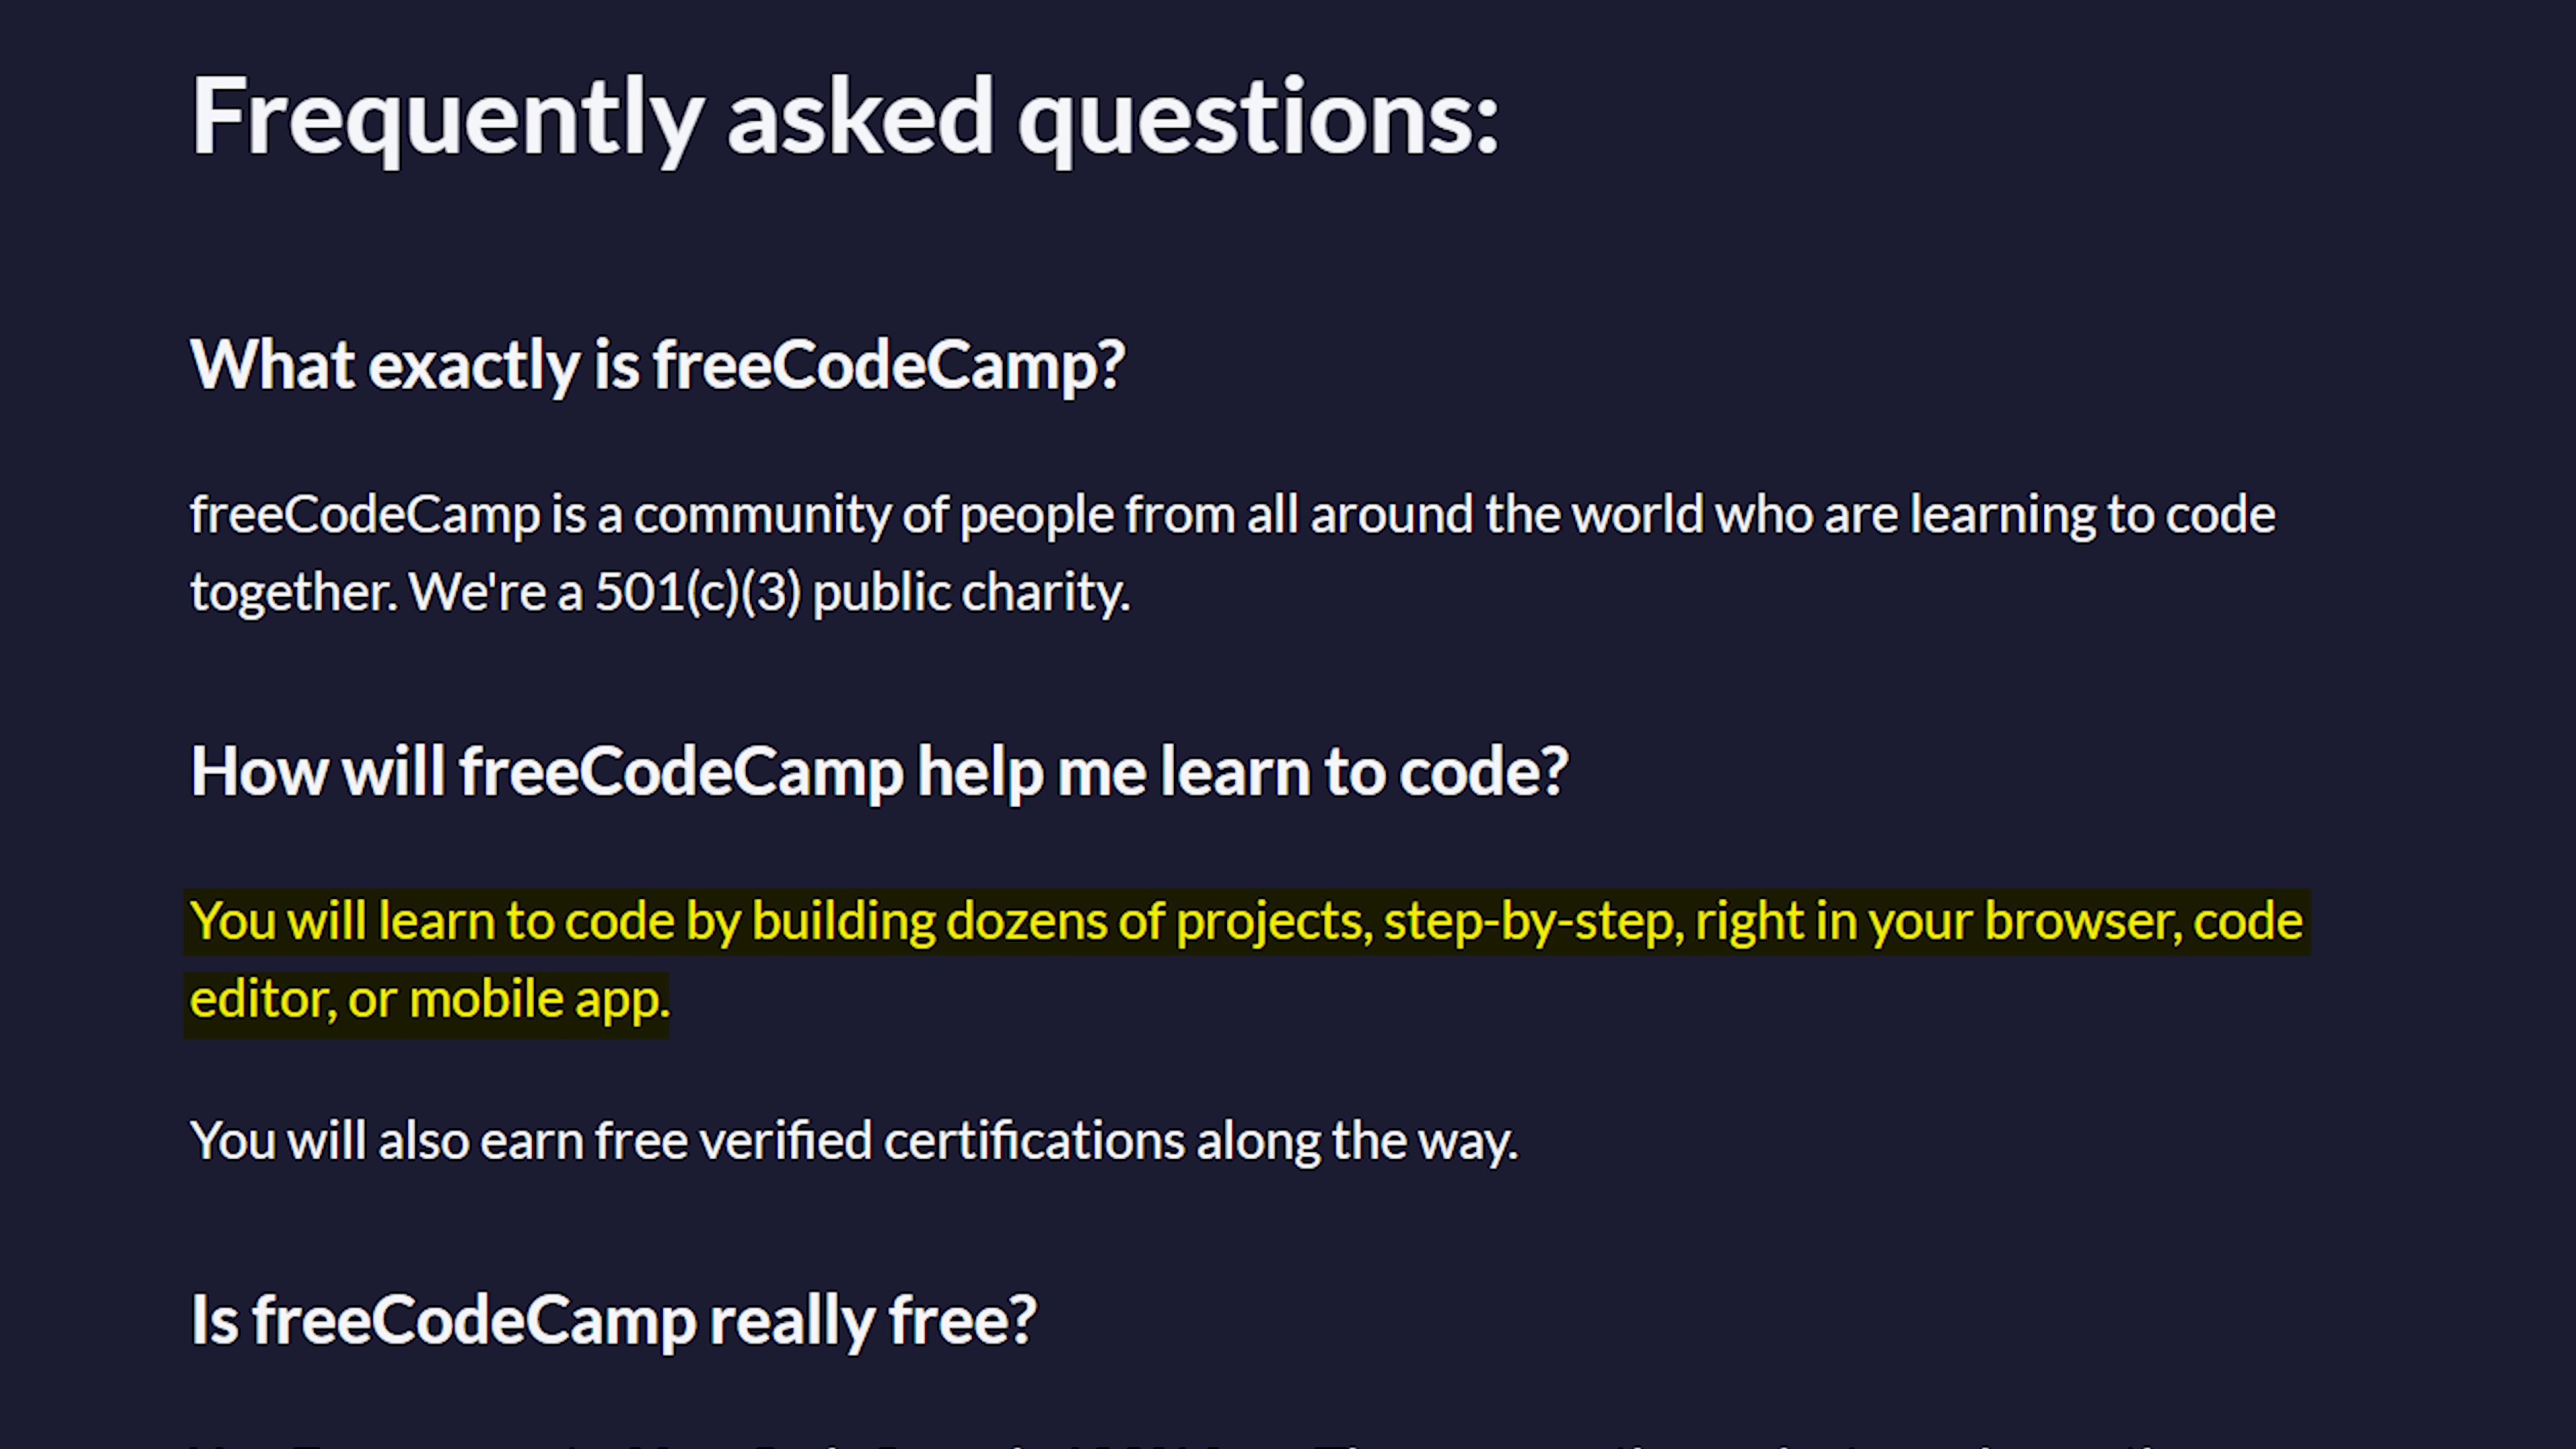 Frequently asked questions:
What exactly is freeCodeCamp?
freeCodeCamp is a community of people from all around the world who are learning to code
together. We're a 501(c)(3) public charity.
How will freeCodeCamp help me learn to code?
You will learn to code by building dozens of projects, step-by-step, right in your browser, code
editor, or mobile app.
You will also earn free verified certifications along the way.
Is freeCodeCamp really free?